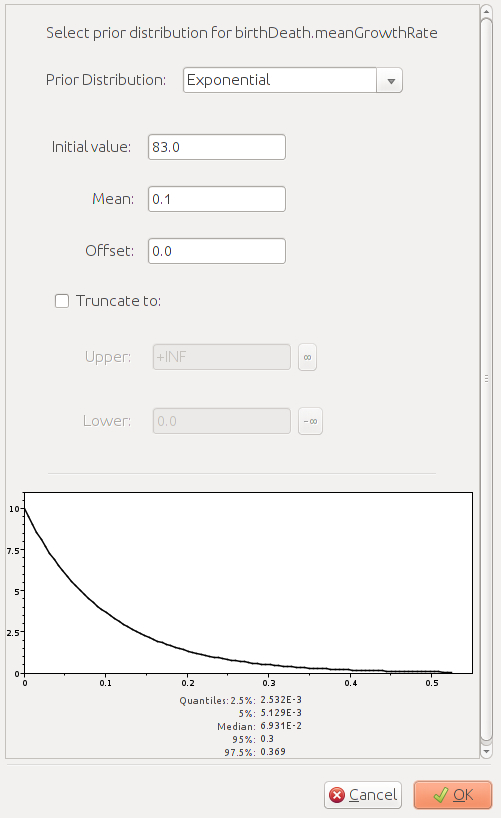 Select prior distribution for birthDeath.meanGrowthRate
Prior Distribution: Exponential
Initial value: 83.0
Mean: 0.1
Offset: 0.0
Truncate to:
Upper: +INF ∞
Lower: 0.0 -∞
10
7.5
5
2.5
0
0 0.1 0.2 0.3 0.4 0.5
Quantiles: 2.5%: 2.532E-3
5%: 5.129E-3
Median: 6.931E-2
95%: 0.3
97.5%: 0.369
Cancel OK